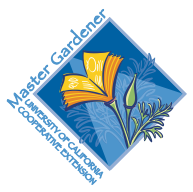 Master Gardener
UNIVERSITY OF CALIFORNIA
COOPERATIVE EXTENSION